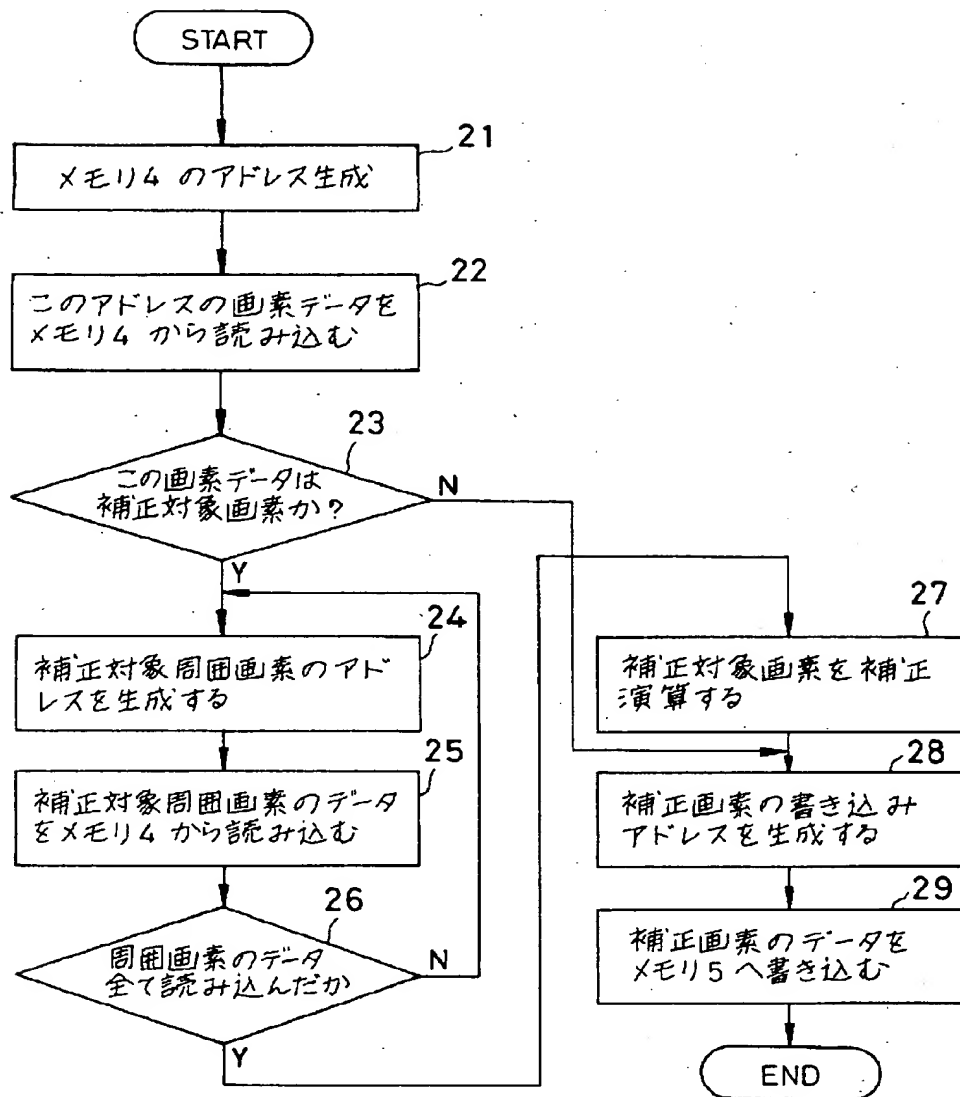 START
21
メモリ4 のアドレス生成
22
このアドレスの画素データを
メモリ4 から読み込む
23
この画素データは
補正対象画素か?
N
Y
24
補正対象周囲画素のアド
レスを生成する
25
補正対象周囲画素のデータ
をメモリ4 から読み込む
26
周囲画素のデータ
全て読み込んだか
N
Y
27
補正対象画素を補正
演算する
28
補正画素の書き込み
アドレスを生成する
29
補正画素のデータを
メモリ5へ書き込む
END